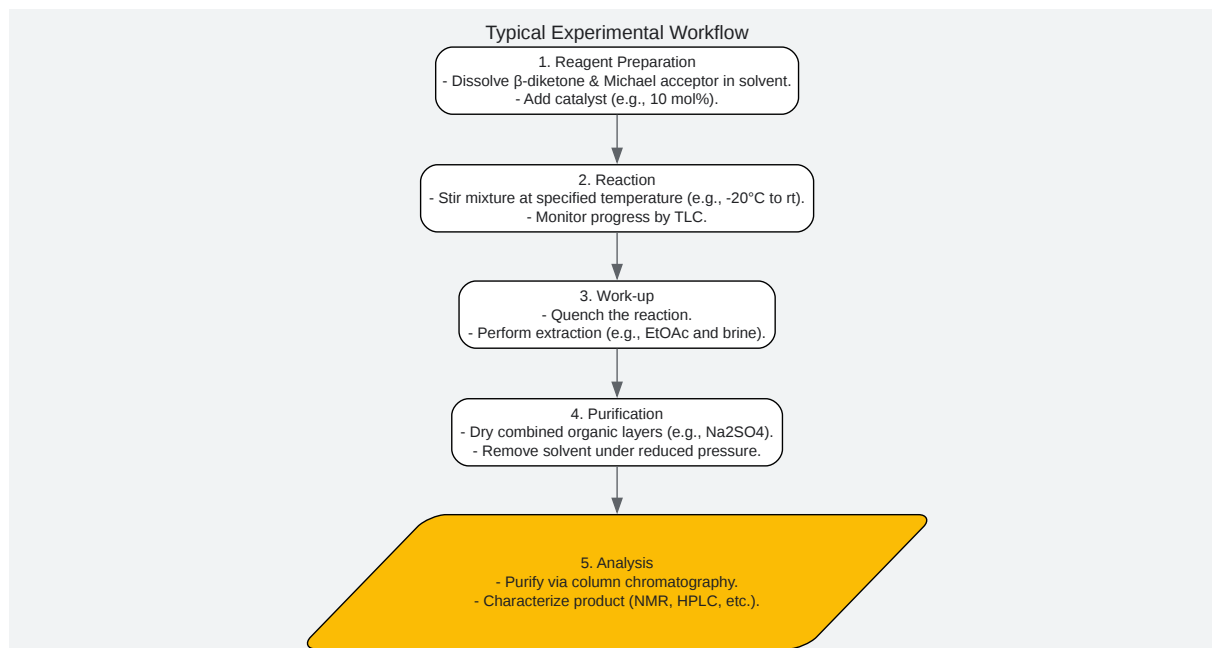 Typical Experimental Workflow
1. Reagent Preparation
- Dissolve β-diketone & Michael acceptor in solvent.
- Add catalyst (e.g., 10 mol%).
2. Reaction
- Stir mixture at specified temperature (e.g., -20°C to rt).
- Monitor progress by TLC.
3. Work-up
- Quench the reaction.
- Perform extraction (e.g., EtOAc and brine).
4. Purification
- Dry combined organic layers (e.g., Na2SO4).
- Remove solvent under reduced pressure.
5. Analysis
- Purify via column chromatography.
- Characterize product (NMR, HPLC, etc.).